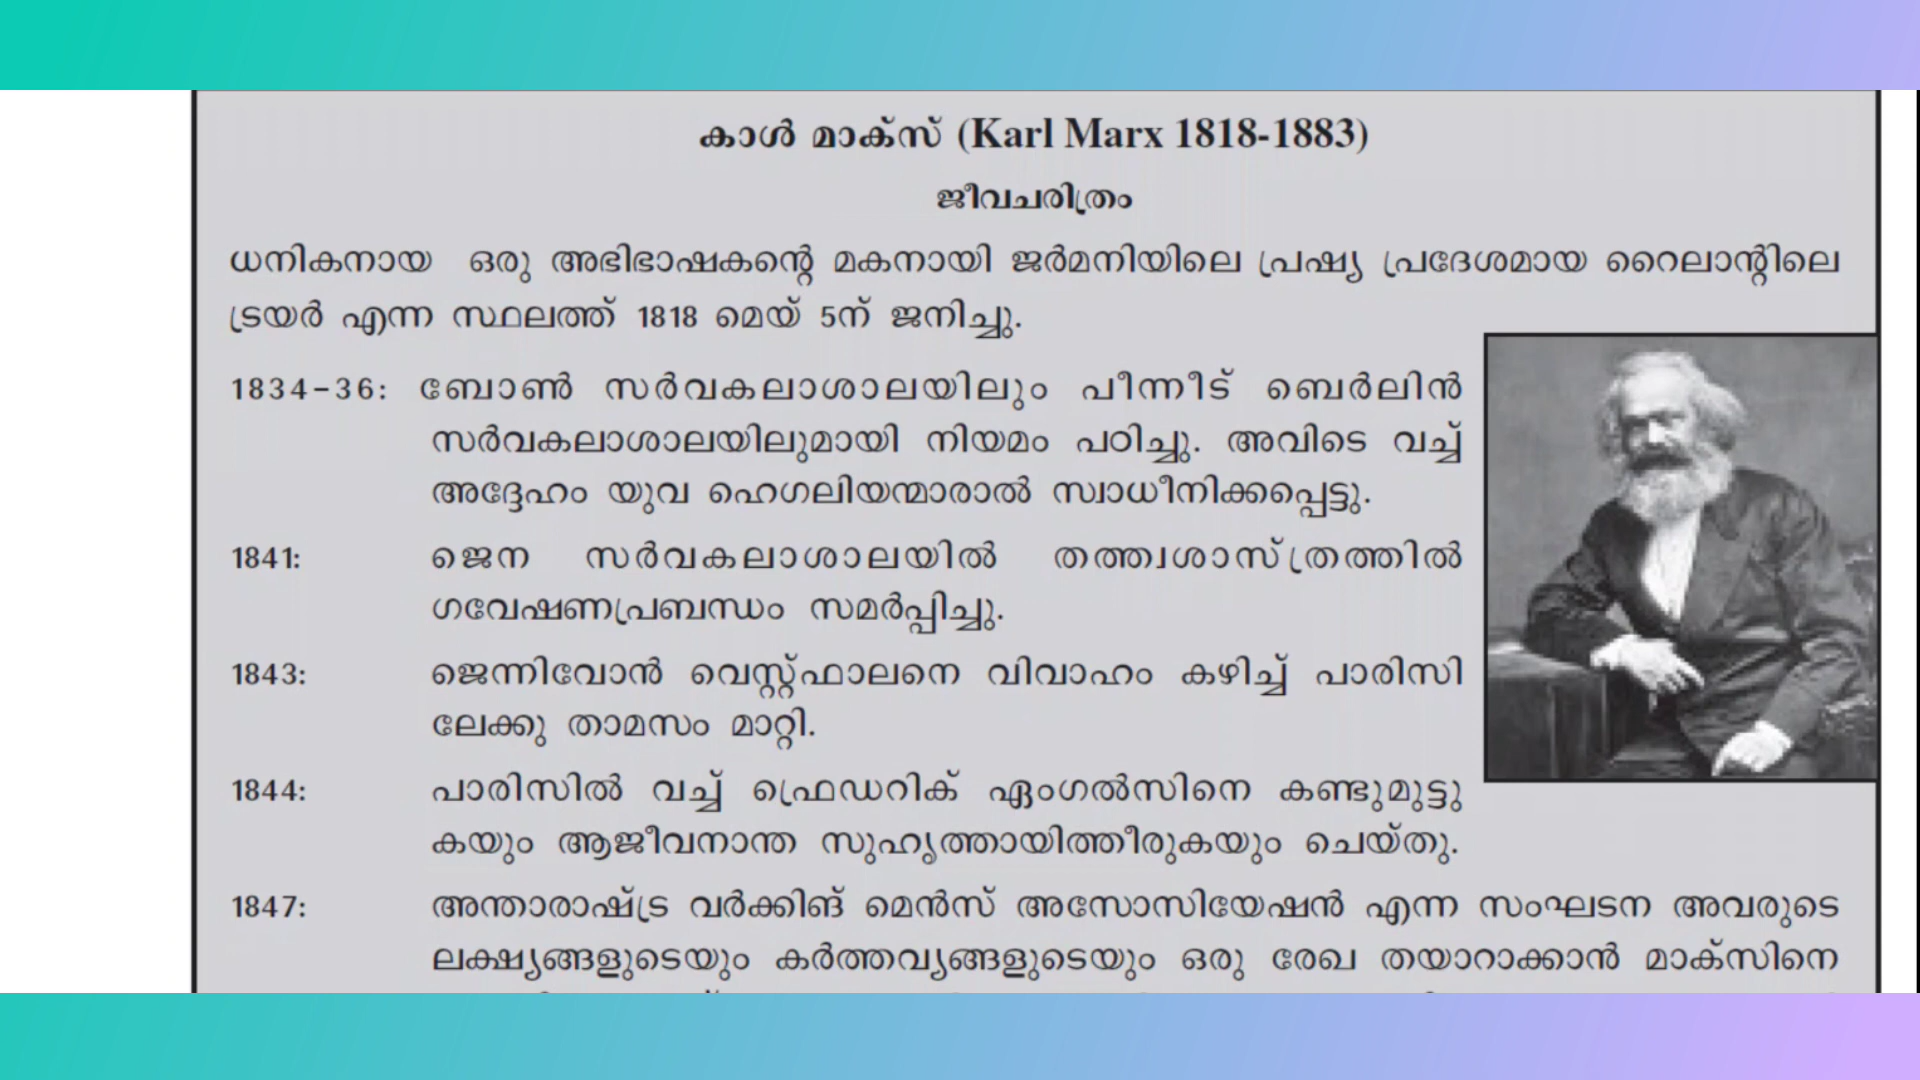 കാൾ മാക്സ് (Karl Marx 1818-1883)
ജീവചരിത്രം
ധനികനായ ഒരു അഭിഭാഷകന്റെ മകനായി ജർമനിയിലെ പ്രഷ്യ പ്രദേശമായ റൈലാന്റിലെ
ട്രയർ എന്ന സ്ഥലത്ത് 1818 മെയ് 5ന് ജനിച്ചു.
1834-36: ബോൺ സർവകലാശാലയിലും പീന്നീട് ബെർലിൻ
സർവകലാശാലയിലുമായി നിയമം പഠിച്ചു. അവിടെ വച്ച്
അദ്ദേഹം യുവ ഹെഗലിയന്മാരാൽ സ്വാധീനിക്കപ്പെട്ടു.
1841: ജെന സർവകലാശാലയിൽ തത്ത്വശാസ്ത്രത്തിൽ
ഗവേഷണപ്രബന്ധം സമർപ്പിച്ചു.
1843: ജെന്നിവോൻ വെസ്റ്റ്ഫാലനെ വിവാഹം കഴിച്ച് പാരിസി
ലേക്കു താമസം മാറ്റി.
1844: പാരിസിൽ വച്ച് ഫ്രെഡറിക് ഏംഗൽസിനെ കണ്ടുമുട്ടു
കയും ആജീവനാന്ത സുഹൃത്തായിത്തീരുകയും ചെയ്തു.
1847: അന്താരാഷ്ട്ര വർക്കിങ് മെൻസ് അസോസിയേഷൻ എന്ന സംഘടന അവരുടെ
ലക്ഷ്യങ്ങളുടെയും കർത്തവ്യങ്ങളുടെയും ഒരു രേഖ തയാറാക്കാൻ മാക്സിനെ